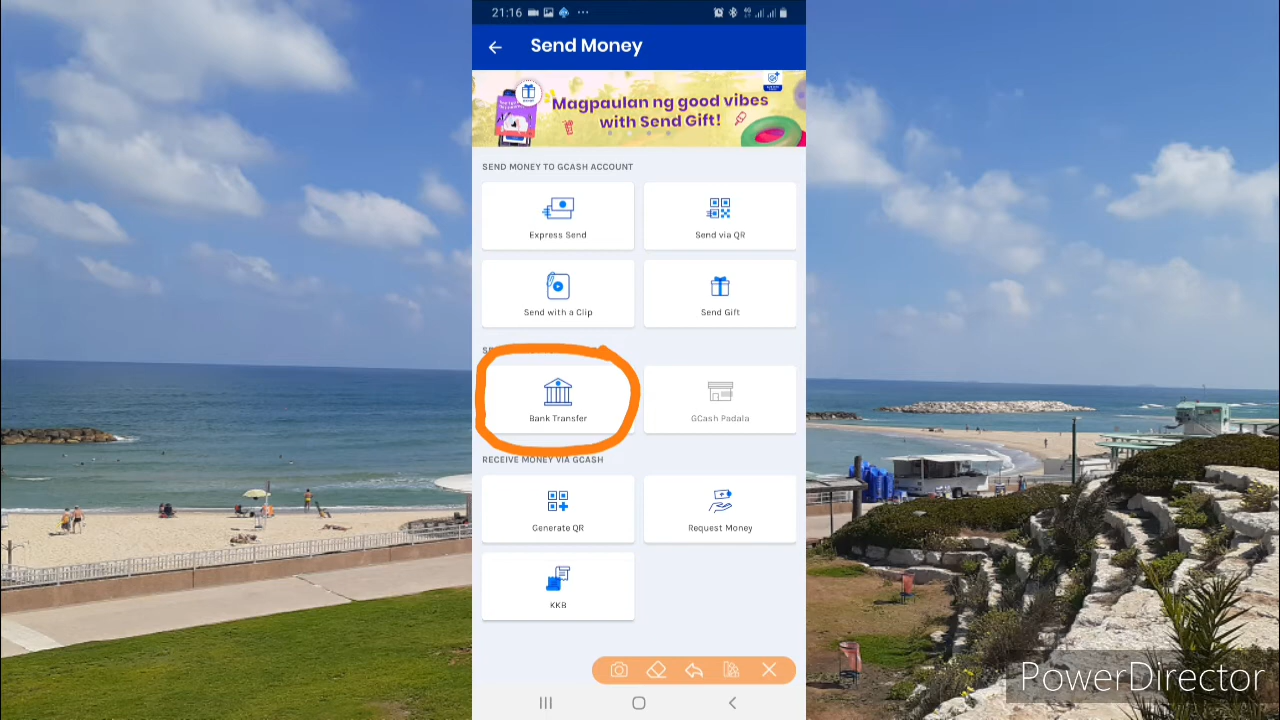 21:16
Send Money
Magpaulan ng good vibes
with Send Gift!
SEND MONEY TO GCASH ACCOUNT
Express Send
Send via QR
Send with a Clip
Send Gift
Bank Transfer
GCash Padala
RECEIVE MONEY VIA GCASH
Generate QR
Request Money
KKB
PowerDirector